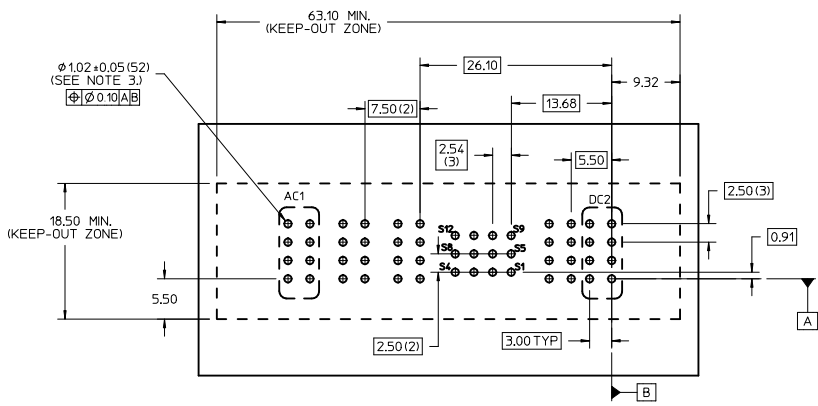 63.10 MIN.
(KEEP-OUT ZONE)
Ø1.02±0.05(52)
(SEE NOTE 3.)
⌖ Ø 0.10 A B
26.10
9.32
7.50(2)
13.68
2.54
(3)
5.50
AC1
DC2
2.50(3)
18.50 MIN.
(KEEP-OUT ZONE)
S12
S9
S8
S5
S4
S1
0.91
5.50
A
2.50(2)
3.00 TYP
B